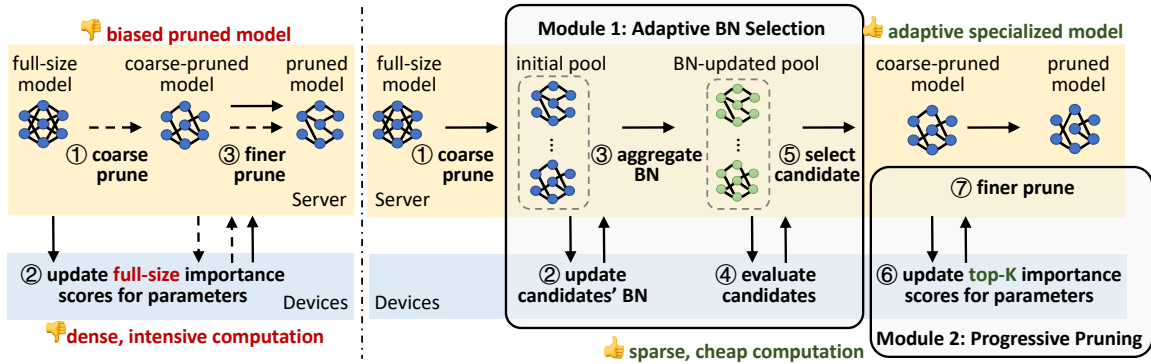 biased pruned model
full-size
model
coarse-pruned
model
pruned
model
① coarse
prune
③ finer
prune
Server
② update full-size importance
scores for parameters
Devices
dense, intensive computation
Module 1: Adaptive BN Selection
adaptive specialized model
full-size
model
initial pool
BN-updated pool
coarse-pruned
model
pruned
model
...
...
① coarse
prune
③ aggregate
BN
⑤ select
candidate
⑦ finer prune
Server
Devices
② update
candidates' BN
④ evaluate
candidates
⑥ update top-K importance
scores for parameters
Module 2: Progressive Pruning
sparse, cheap computation